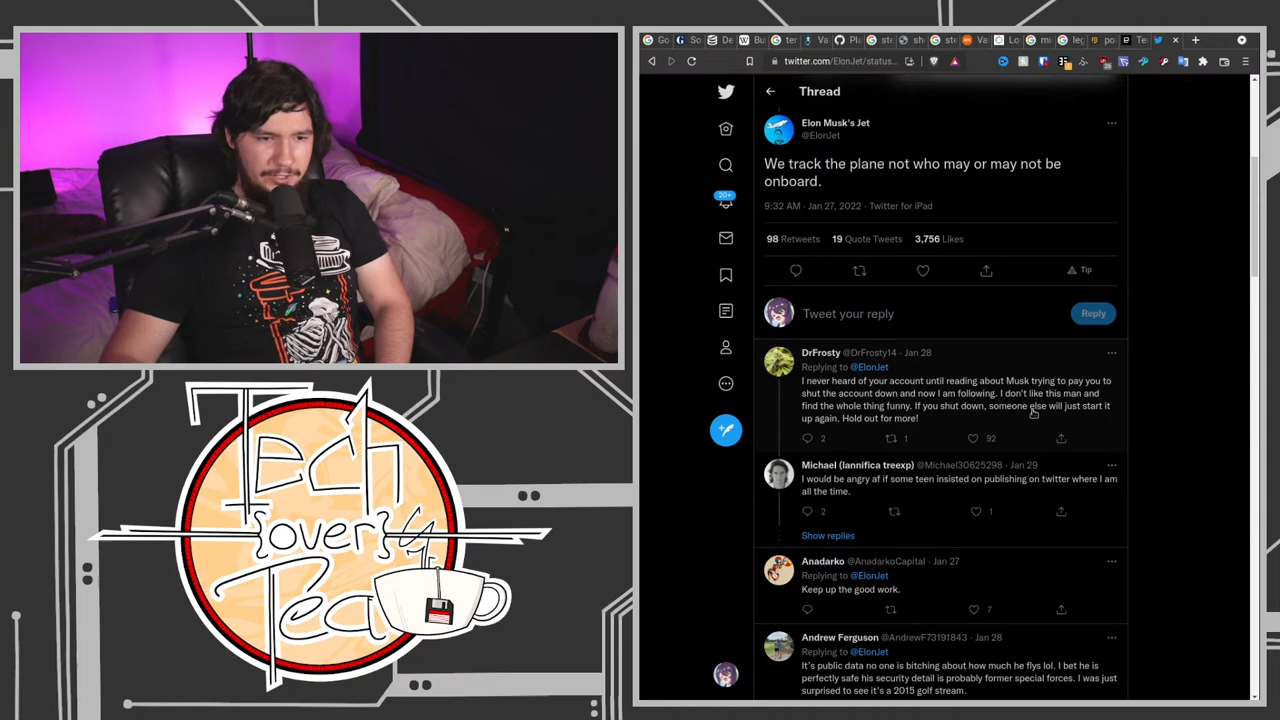 Tech
{over}
a
Tea
twitter.com/ElonJet/status...
Thread
Elon Musk's Jet
@ElonJet
We track the plane not who may or may not be
onboard.
9:32 AM · Jan 27, 2022 · Twitter for iPad
98 Retweets 19 Quote Tweets 3,756 Likes
Tip
20+
Tweet your reply
Reply
DrFrosty @DrFrosty14 · Jan 28
Replying to @ElonJet
I never heard of your account until reading about Musk trying to pay you to
shut the account down and now I am following. I don't like this man and
find the whole thing funny. If you shut down, someone else will just start it
up again. Hold out for more!
2 1 92
Michael (Iannifica treexp) @Michael30625298 · Jan 29
I would be angry af if some teen insisted on publishing on twitter where I am
all the time.
2 1
Show replies
Anadarko @AnadarkoCapital · Jan 27
Replying to @ElonJet
Keep up the good work.
7
Andrew Ferguson @AndrewF73191843 · Jan 28
Replying to @ElonJet
It's public data no one is bitching about how much he flys lol. I bet he is
perfectly safe his security detail is probably former special forces. I was just
surprised to see it's a 2015 golf stream.